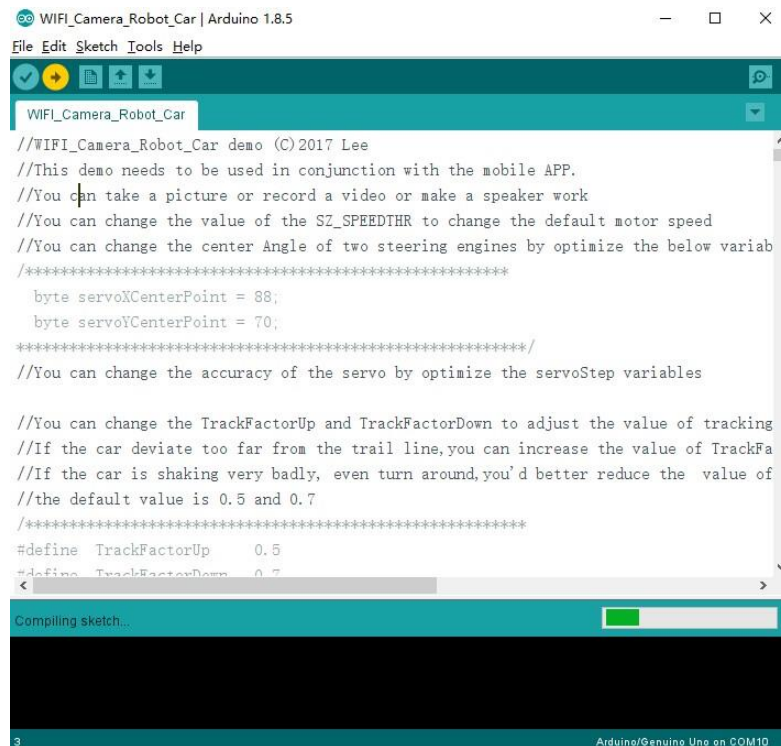 WIFI_Camera_Robot_Car | Arduino 1.8.5
File Edit Sketch Tools Help
WIFI_Camera_Robot_Car
//WIFI_Camera_Robot_Car demo (C)2017 Lee
//This demo needs to be used in conjunction with the mobile APP.
//You can take a picture or record a video or make a speaker work
//You can change the value of the SZ_SPEEDTHR to change the default motor speed
//You can change the center Angle of two steering engines by optimize the below variab
/*******************************************************
byte servoXCenterPoint = 88;
byte servoYCenterPoint = 70;
**********************************************************/
//You can change the accuracy of the servo by optimize the servoStep variables
//You can change the TrackFactorUp and TrackFactorDown to adjust the value of tracking
//If the car deviate too far from the trail line,you can increase the value of TrackFa
//If the car is shaking very badly, even turn around,you'd better reduce the  value of
//the default value is 0.5 and 0.7
/*********************************************************
#define  TrackFactorUp     0.5
#define  TrackFactorDown   0.7
Compiling sketch...
3
Arduino/Genuino Uno on COM10